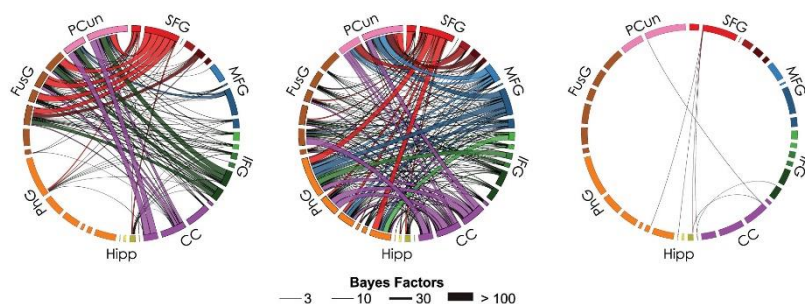 PCun SFG MFG IFG CC Hipp PhG FusG
PCun SFG MFG IFG CC Hipp PhG FusG
PCun SFG MFG IFG CC Hipp PhG FusG
Bayes Factors
3 10 30 > 100